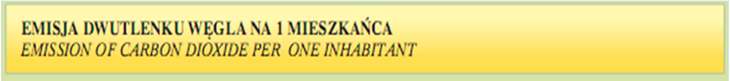 EMISJA DWUTLENKU WĘGLA NA 1 MIESZKAŃCA
EMISSION OF CARBON DIOXIDE PER ONE INHABITANT